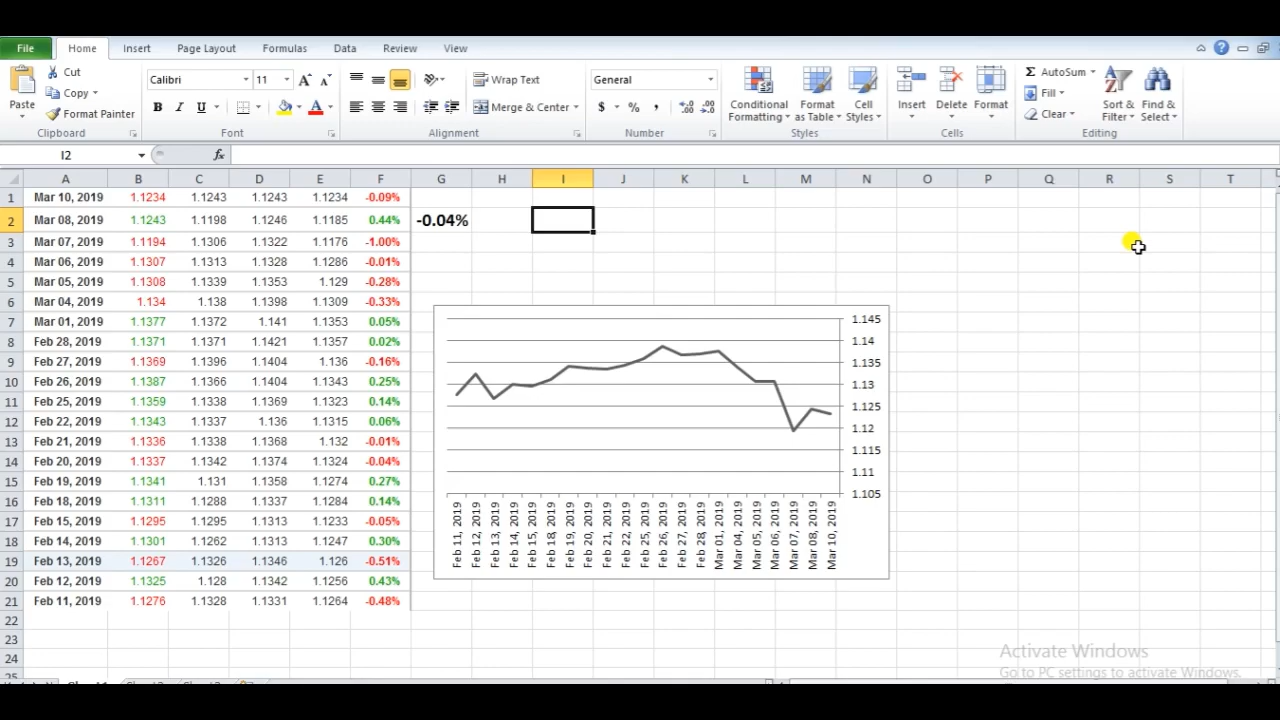 File Home Insert Page Layout Formulas Data Review View
Paste Cut Copy Format Painter Clipboard
Calibri 11 B I U Font
Wrap Text Merge & Center Alignment
General $ % , Number
Conditional Formatting Format as Table Cell Styles Styles
Insert Delete Format Cells
Σ AutoSum Fill Clear Sort & Filter Find & Select Editing
I2 fx
A B C D E F G H I J K L M N O P Q R S T
1 Mar 10, 2019 1.1234 1.1243 1.1243 1.1234 -0.09%
2 Mar 08, 2019 1.1243 1.1198 1.1246 1.1185 0.44% -0.04%
3 Mar 07, 2019 1.1194 1.1306 1.1322 1.1176 -1.00%
4 Mar 06, 2019 1.1307 1.1313 1.1328 1.1286 -0.01%
5 Mar 05, 2019 1.1308 1.1339 1.1353 1.129 -0.28%
6 Mar 04, 2019 1.134 1.138 1.1398 1.1309 -0.33%
7 Mar 01, 2019 1.1377 1.1372 1.141 1.1353 0.05%
8 Feb 28, 2019 1.1371 1.1371 1.1421 1.1357 0.02%
9 Feb 27, 2019 1.1369 1.1396 1.1404 1.136 -0.16%
10 Feb 26, 2019 1.1387 1.1366 1.1404 1.1343 0.25%
11 Feb 25, 2019 1.1359 1.1338 1.1369 1.1323 0.14%
12 Feb 22, 2019 1.1343 1.1337 1.136 1.1315 0.06%
13 Feb 21, 2019 1.1336 1.1338 1.1368 1.132 -0.01%
14 Feb 20, 2019 1.1337 1.1342 1.1374 1.1324 -0.04%
15 Feb 19, 2019 1.1341 1.131 1.1358 1.1274 0.27%
16 Feb 18, 2019 1.1311 1.1288 1.1337 1.1284 0.14%
17 Feb 15, 2019 1.1295 1.1295 1.1313 1.1233 -0.05%
18 Feb 14, 2019 1.1301 1.1262 1.1313 1.1247 0.30%
19 Feb 13, 2019 1.1267 1.1326 1.1346 1.126 -0.51%
20 Feb 12, 2019 1.1325 1.128 1.1342 1.1256 0.43%
21 Feb 11, 2019 1.1276 1.1328 1.1331 1.1264 -0.48%
22
23
24
25
1.145
1.14
1.135
1.13
1.125
1.12
1.115
1.11
1.105
Feb 11, 2019
Feb 12, 2019
Feb 13, 2019
Feb 14, 2019
Feb 15, 2019
Feb 18, 2019
Feb 19, 2019
Feb 20, 2019
Feb 21, 2019
Feb 22, 2019
Feb 25, 2019
Feb 26, 2019
Feb 27, 2019
Feb 28, 2019
Mar 01, 2019
Mar 04, 2019
Mar 05, 2019
Mar 06, 2019
Mar 07, 2019
Mar 08, 2019
Mar 10, 2019
Activate Windows
Go to PC settings to activate Windows.